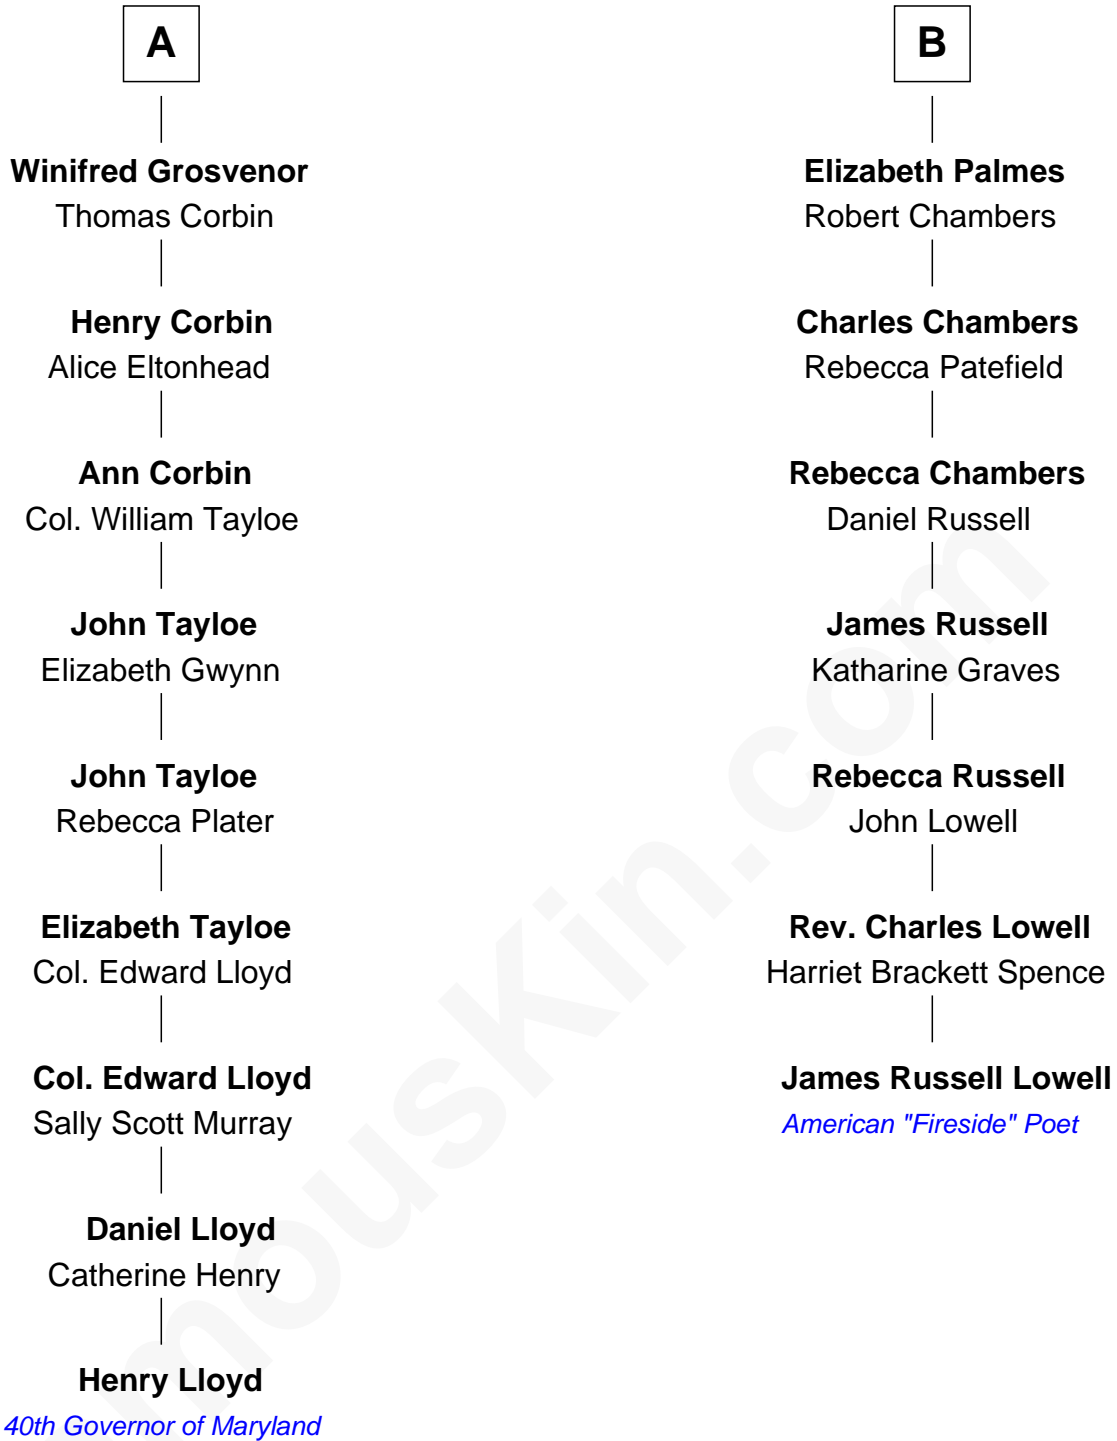 A
Winifred Grosvenor
Thomas Corbin
Henry Corbin
Alice Eltonhead
Ann Corbin
Col. William Tayloe
John Tayloe
Elizabeth Gwynn
John Tayloe
Rebecca Plater
Elizabeth Tayloe
Col. Edward Lloyd
Col. Edward Lloyd
Sally Scott Murray
Daniel Lloyd
Catherine Henry
Henry Lloyd
40th Governor of Maryland
B
Elizabeth Palmes
Robert Chambers
Charles Chambers
Rebecca Patefield
Rebecca Chambers
Daniel Russell
James Russell
Katharine Graves
Rebecca Russell
John Lowell
Rev. Charles Lowell
Harriet Brackett Spence
James Russell Lowell
American "Fireside" Poet
mouskin.com